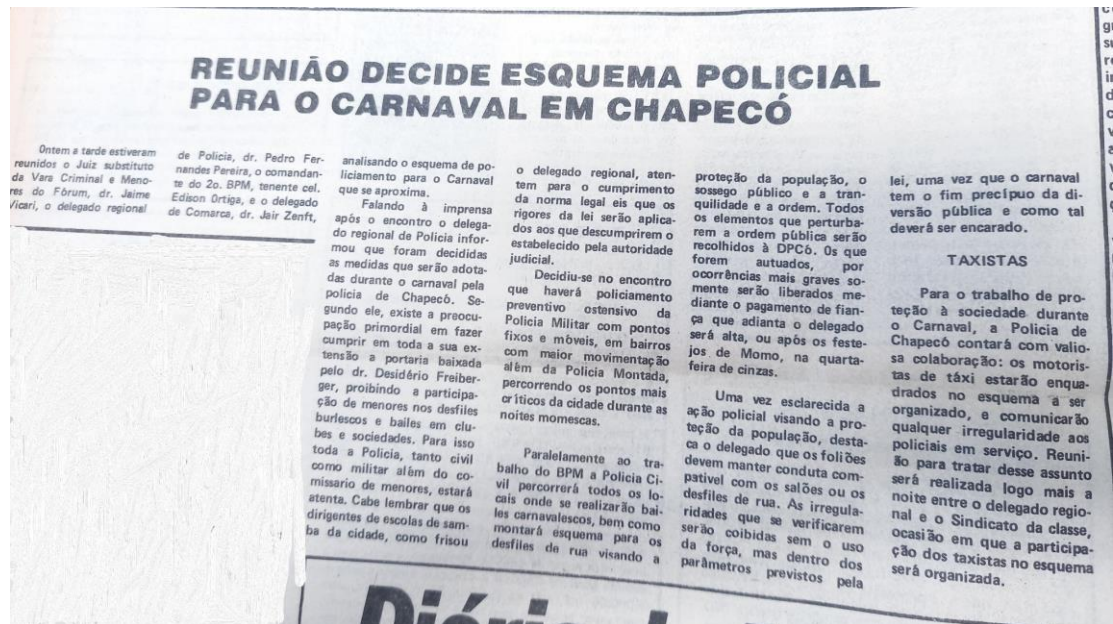 REUNIÃO DECIDE ESQUEMA POLICIAL
PARA O CARNAVAL EM CHAPECÓ
Ontem a tarde estiveram
reunidos o Juiz substituto
da Vara Criminal e Meno-
res do Fórum, dr. Jaime
Vicari, o delegado regional
de Policia, dr. Pedro Fer-
nandes Pereira, o comandan-
te do 2o. BPM, tenente cel.
Edison Ortiga, e o delegado
de Comarca, dr. Jair Zenft,
analisando o esquema de po-
liciamento para o Carnaval
que se aproxima.
Falando à imprensa
após o encontro o delega-
do regional de Policia infor-
mou que foram decididas
as medidas que serão adota-
das durante o carnaval pela
policia de Chapecó. Se-
gundo ele, existe a preocu-
pação primordial em fazer
cumprir em toda a sua ex-
tensão a portaria baixada
pelo dr. Desidério Freiber-
ger, proibindo a participa-
ção de menores nos desfiles
burlescos e bailes em clu-
bes e sociedades. Para isso
toda a Policia, tanto civil
como militar além do co-
missario de menores, estará
atenta. Cabe lembrar que os
dirigentes de escolas de sam-
ba da cidade, como frisou
o delegado regional, aten-
tem para o cumprimento
da norma legal eis que os
rigores da lei serão aplica-
dos aos que descumprirem o
estabelecido pela autoridade
judicial.
Decidiu-se no encontro
que haverá policiamento
preventivo ostensivo da
Policia Militar com pontos
fixos e móveis, em bairros
com maior movimentação
além da Policia Montada,
percorrendo os pontos mais
críticos da cidade durante as
noites momescas.
Paralelamente ao tra-
balho do BPM a Policia Ci-
vil percorrerá todos os lo-
cais onde se realizarão bai-
les carnavalescos, bem como
montará esquema para os
desfiles de rua visando a
proteção da população, o
sossego público e a tran-
quilidade e a ordem. Todos
os elementos que perturba-
rem a ordem pública serão
recolhidos à DPCó. Os que
forem autuados, por
ocorrências mais graves so-
mente serão liberados me-
diante o pagamento de fian-
ça que adianta o delegado
será alta, ou após os feste-
jos de Momo, na quarta-
feira de cinzas.
Uma vez esclarecida a
ação policial visando a pro-
teção da população, desta-
ca o delegado que os foliões
devem manter conduta com-
pativel com os salões ou os
desfiles de rua. As irregula-
ridades que se verificarem
serão coibidas sem o uso
da força, mas dentro dos
parâmetros previstos pela
lei, uma vez que o carnaval
tem o fim precípuo da di-
versão pública e como tal
deverá ser encarado.
TAXISTAS
Para o trabalho de pro-
teção à sociedade durante
o Carnaval, a Policia de
Chapecó contará com valio-
sa colaboração: os motoris-
tas de táxi estarão enqua-
drados no esquema a ser
organizado, e comunicarão
qualquer irregularidade aos
policiais em serviço. Reuni-
ão para tratar desse assunto
será realizada logo mais a
noite entre o delegado regio-
nal e o Sindicato da classe,
ocasião em que a participa-
ção dos taxistas no esquema
será organizada.